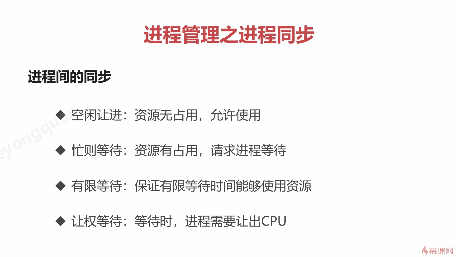 进程管理之进程同步
进程间的同步
◆ 空闲让进：资源无占用，允许使用
◆ 忙则等待：资源有占用，请求进程等待
◆ 有限等待：保证有限等待时间能够使用资源
◆ 让权等待：等待时，进程需要让出CPU
慕课网